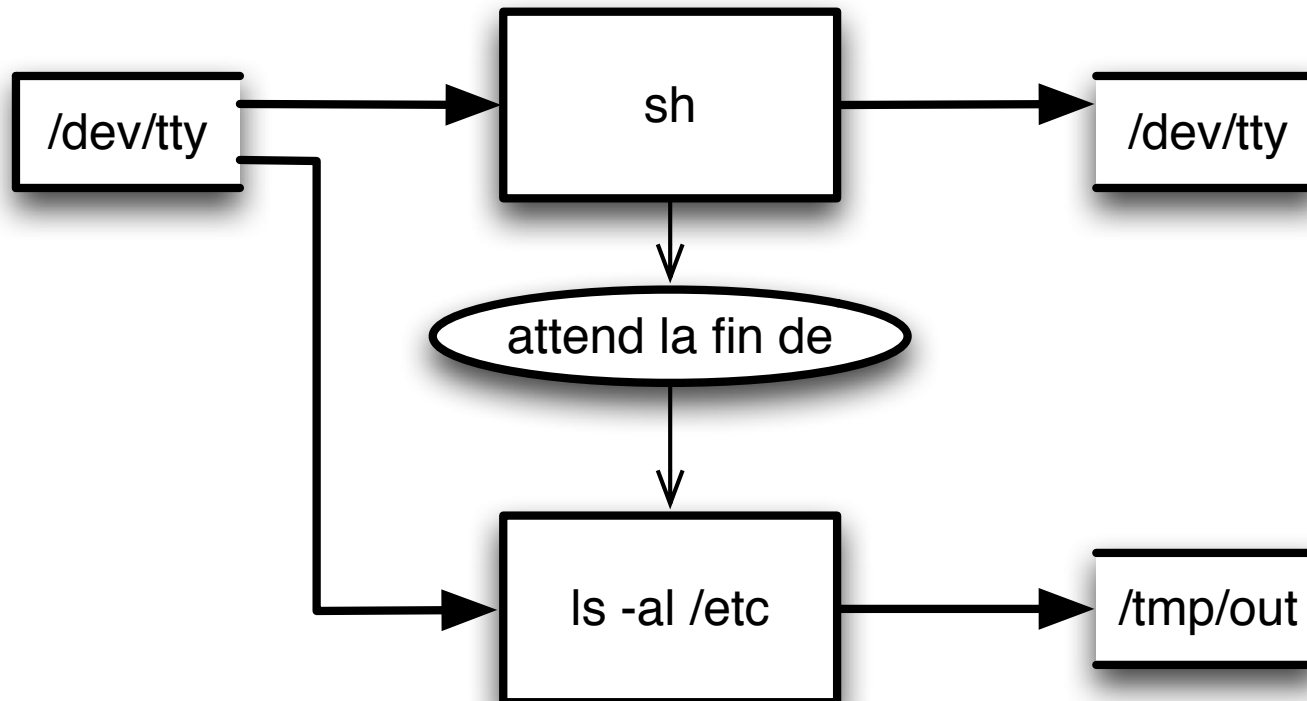 /dev/tty
sh
/dev/tty
attend la fin de
ls -al /etc
/tmp/out